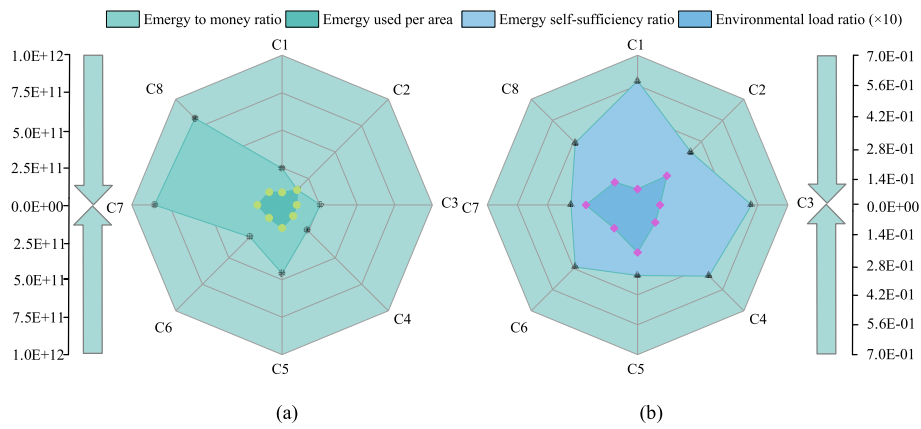 Emergy to money ratio Emergy used per area Emergy self-sufficiency ratio Environmental load ratio (×10)
1.0E+12 C1 C1 7.0E-01
7.5E+11 C8 C2 C8 C2 5.6E-01
5.0E+11 4.2E-01
2.5E+11 2.8E-01
1.4E-01
0.0E+00 C7 C3 C7 C3 0.0E+00
2.5E+11 1.4E-01
5.0E+11 2.8E-01
7.5E+11 C6 C4 C6 C4 4.2E-01
5.6E-01
1.0E+12 C5 C5 7.0E-01
(a) (b)